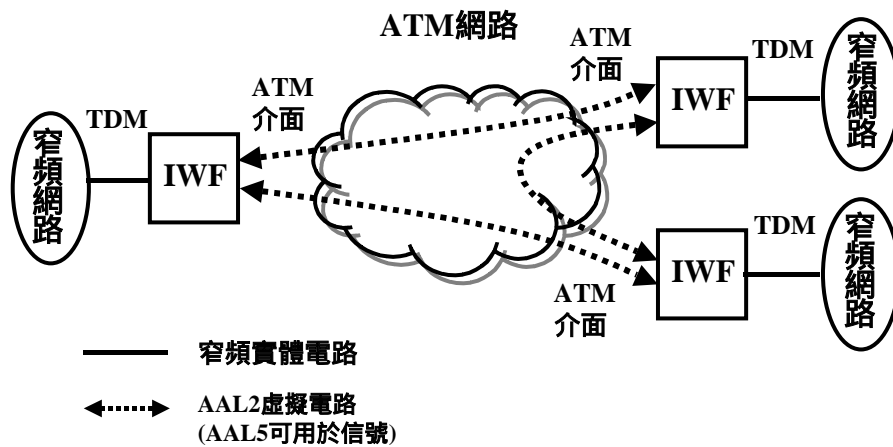 ATM網路
ATM
介面
TDM
IWF
窄頻網路
ATM
介面
TDM
IWF
窄頻網路
TDM
IWF
窄頻網路
ATM
介面
窄頻實體電路
AAL2虛擬電路
(AAL5可用於信號)